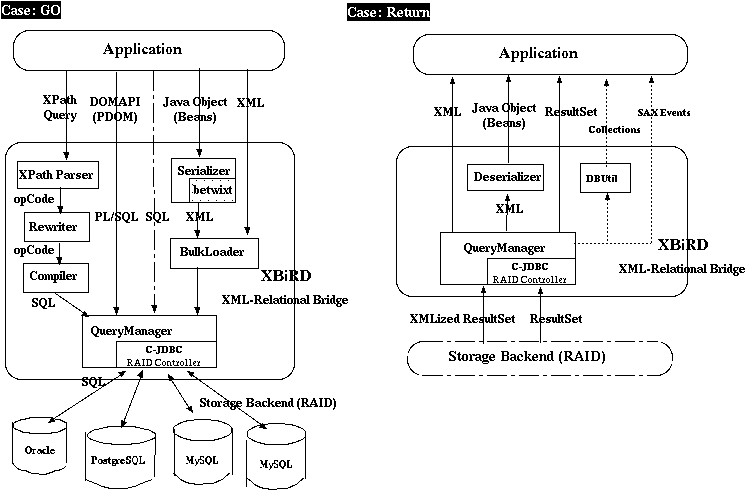 Case: GO
Application
XPath
Query
DOMAPI
(PDOM)
Java Object
(Beans)
XML
XPath Parser
opCode
Rewriter
opCode
Compiler
SQL
PL/SQL
SQL
Serializer
betwixt
XML
BulkLoader
XBiRD
XML-Relational Bridge
QueryManager
C-JDBC
RAID Controller
SQL
Storage Backend (RAID)
Oracle
PostgreSQL
MySQL
MySQL
Case: Return
Application
XML
Java Object
(Beans)
ResultSet
Collections
SAX Events
Deserializer
DBUtil
XML
QueryManager
C-JDBC
RAID Controller
XBiRD
XML-Relational Bridge
XMLized ResultSet
ResultSet
Storage Backend (RAID)